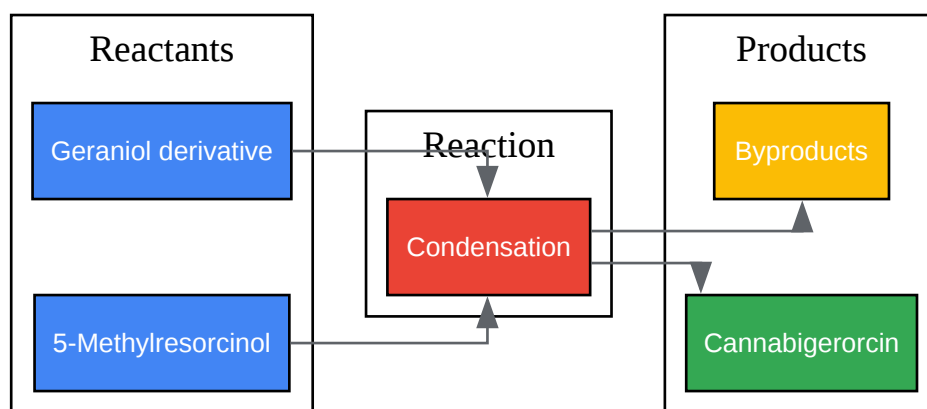 Reactants
Geraniol derivative
5-Methylresorcinol
Reaction
Condensation
Products
Byproducts
Cannabigerorcin